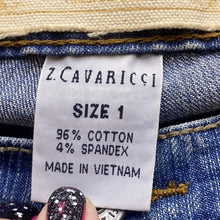 Z. CAVARICCI
SIZE 1
96% COTTON
4% SPANDEX
MADE IN VIETNAM